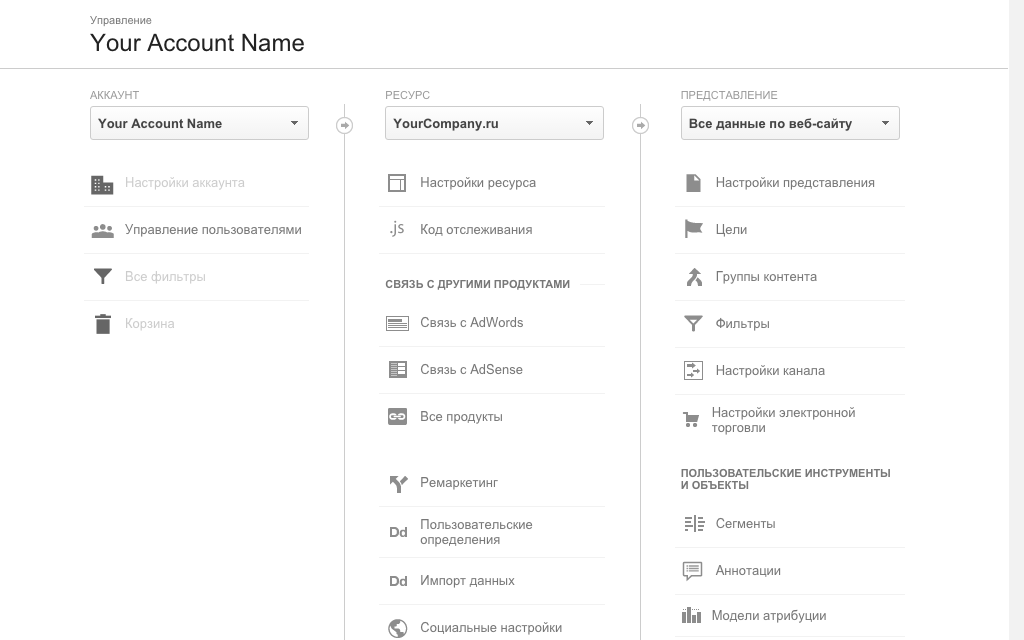 Управление
Your Account Name
АККАУНТ
Your Account Name
Настройки аккаунта
Управление пользователями
Все фильтры
Корзина
РЕСУРС
YourCompany.ru
Настройки ресурса
.js Код отслеживания
СВЯЗЬ С ДРУГИМИ ПРОДУКТАМИ
Связь с AdWords
Связь с AdSense
Все продукты
Ремаркетинг
Dd Пользовательские
определения
Dd Импорт данных
Социальные настройки
ПРЕДСТАВЛЕНИЕ
Все данные по веб-сайту
Настройки представления
Цели
Группы контента
Фильтры
Настройки канала
Настройки электронной
торговли
ПОЛЬЗОВАТЕЛЬСКИЕ ИНСТРУМЕНТЫ
И ОБЪЕКТЫ
Сегменты
Аннотации
Модели атрибуции